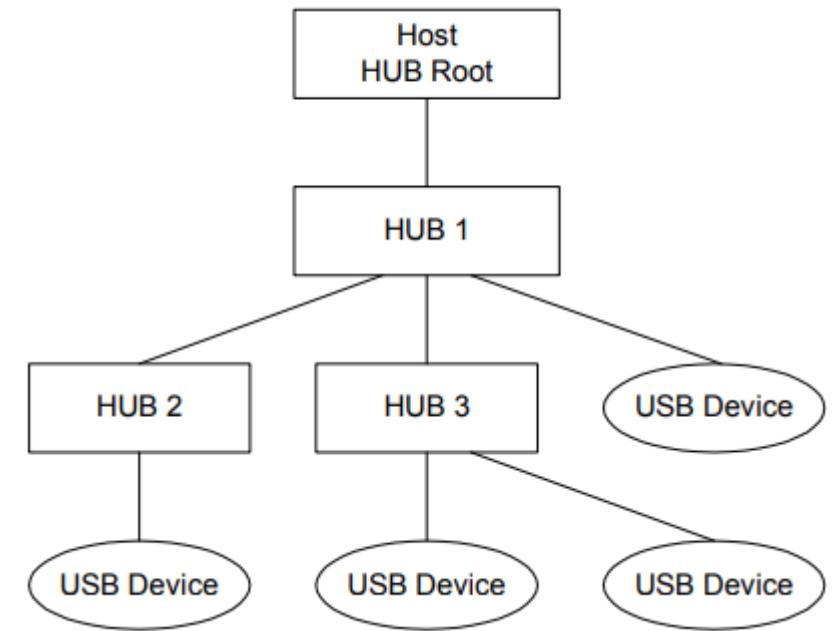 Host
HUB Root
HUB 1
HUB 2
HUB 3
USB Device
USB Device
USB Device
USB Device